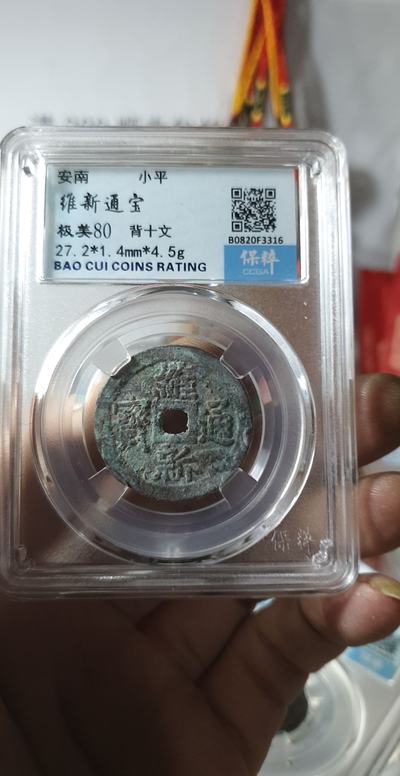 安南 小平
维新通宝
极美80 背十文
27.2*1.4mm*4.5g
BAO CUI COINS RATING
B0820F3316
保粹
CCGA
維
新
通
寳
保粹